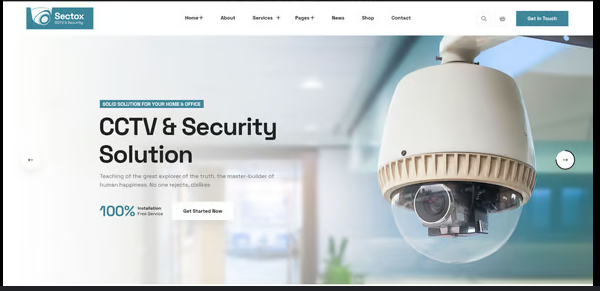 Sectox
CCTV & Security
Home + About Services + Pages + News Shop Contact
Get In Touch
SOLID SOLUTION FOR YOUR HOME & OFFICE
CCTV & Security
Solution
Teaching of the great explorer of the truth, the master-builder of
human happiness. No one rejects, dislikes
100% Installation
Free Service
Get Started Now